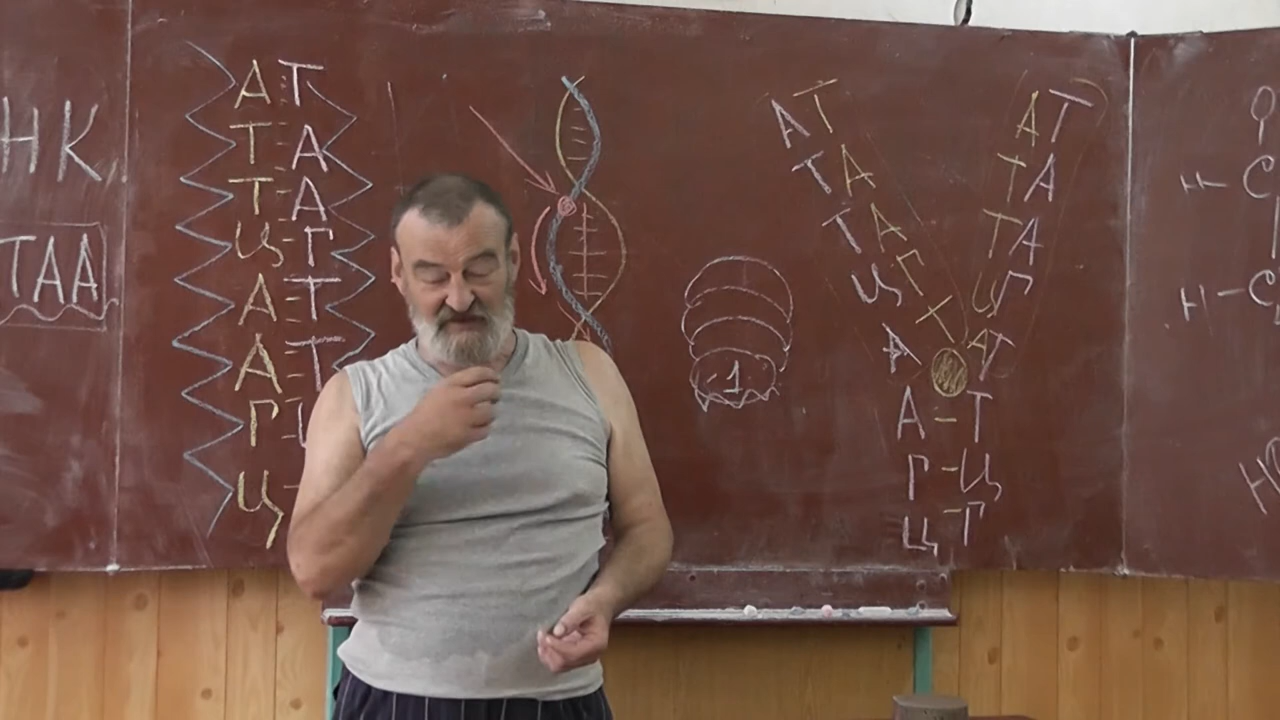 НК
ТАА
А Т
Т А
Т А
Ц Г
А Т
А Т
Г
Ц
1
А Т
Т А
Т А
Ц Г
А Т
А Т
Т А
Т А
Ц Г
А Т
А - Т
Г - Ц
Ц - Г
О
Н С
Н - С